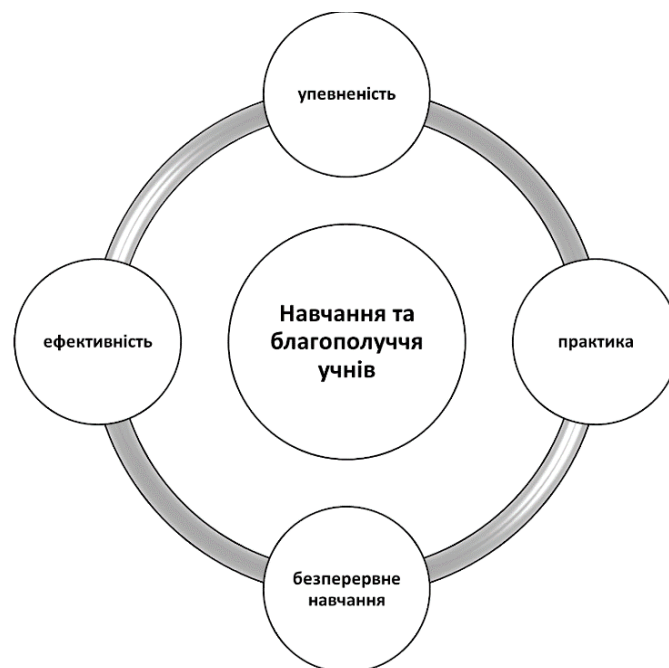 упевненість
ефективність
Навчання та
благополуччя
учнів
практика
безперервне
навчання